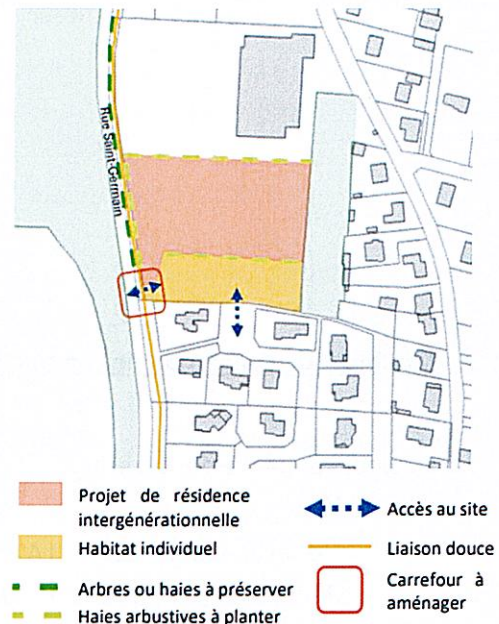 Rue Saint-Germain
Projet de résidence
intergénérationnelle
Habitat individuel
Arbres ou haies à préserver
Haies arbustives à planter
Accès au site
Liaison douce
Carrefour à
aménager